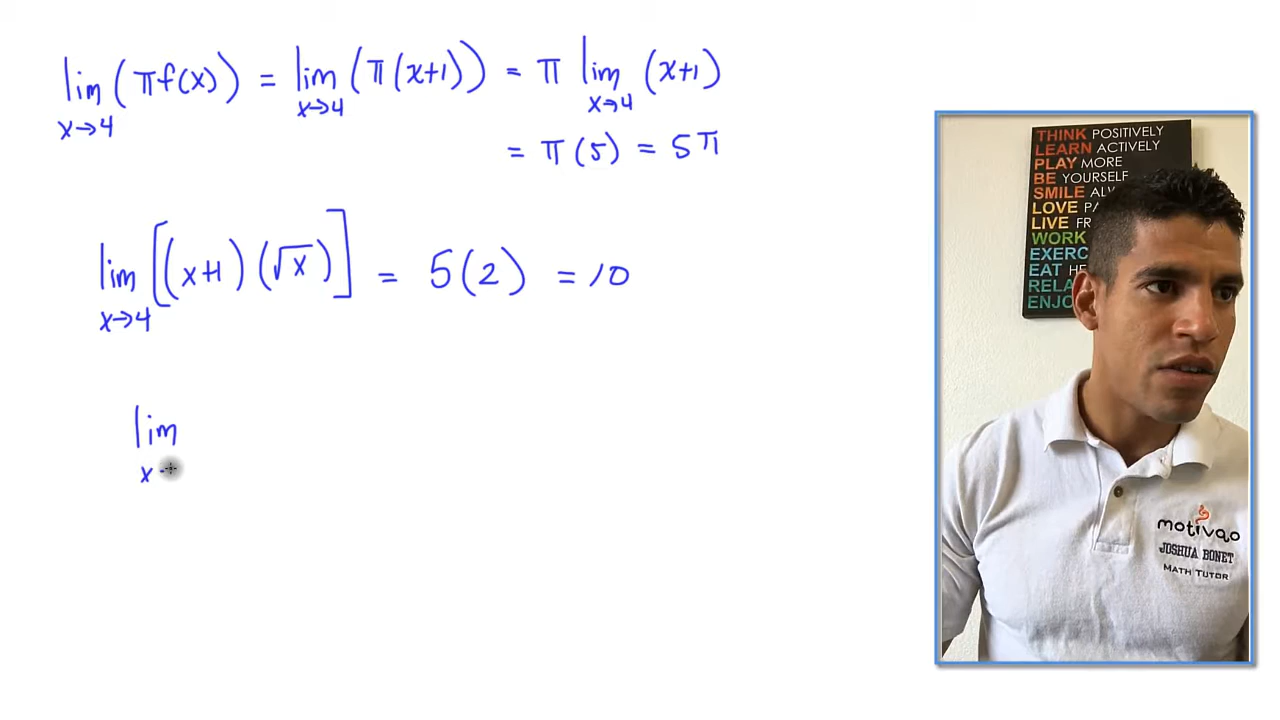 lim (πf(x)) = lim (π(x+1)) = π lim (x+1)
x→4 x→4 x→4
= π(5) = 5π
lim [(x+1)(√x)] = 5(2) = 10
x→4
lim
x -
THINK POSITIVELY
LEARN ACTIVELY
PLAY MORE
BE YOURSELF
SMILE
LOVE
LIVE
WORK
EAT
motivao
JOSHUA BONET
MATH TUTOR